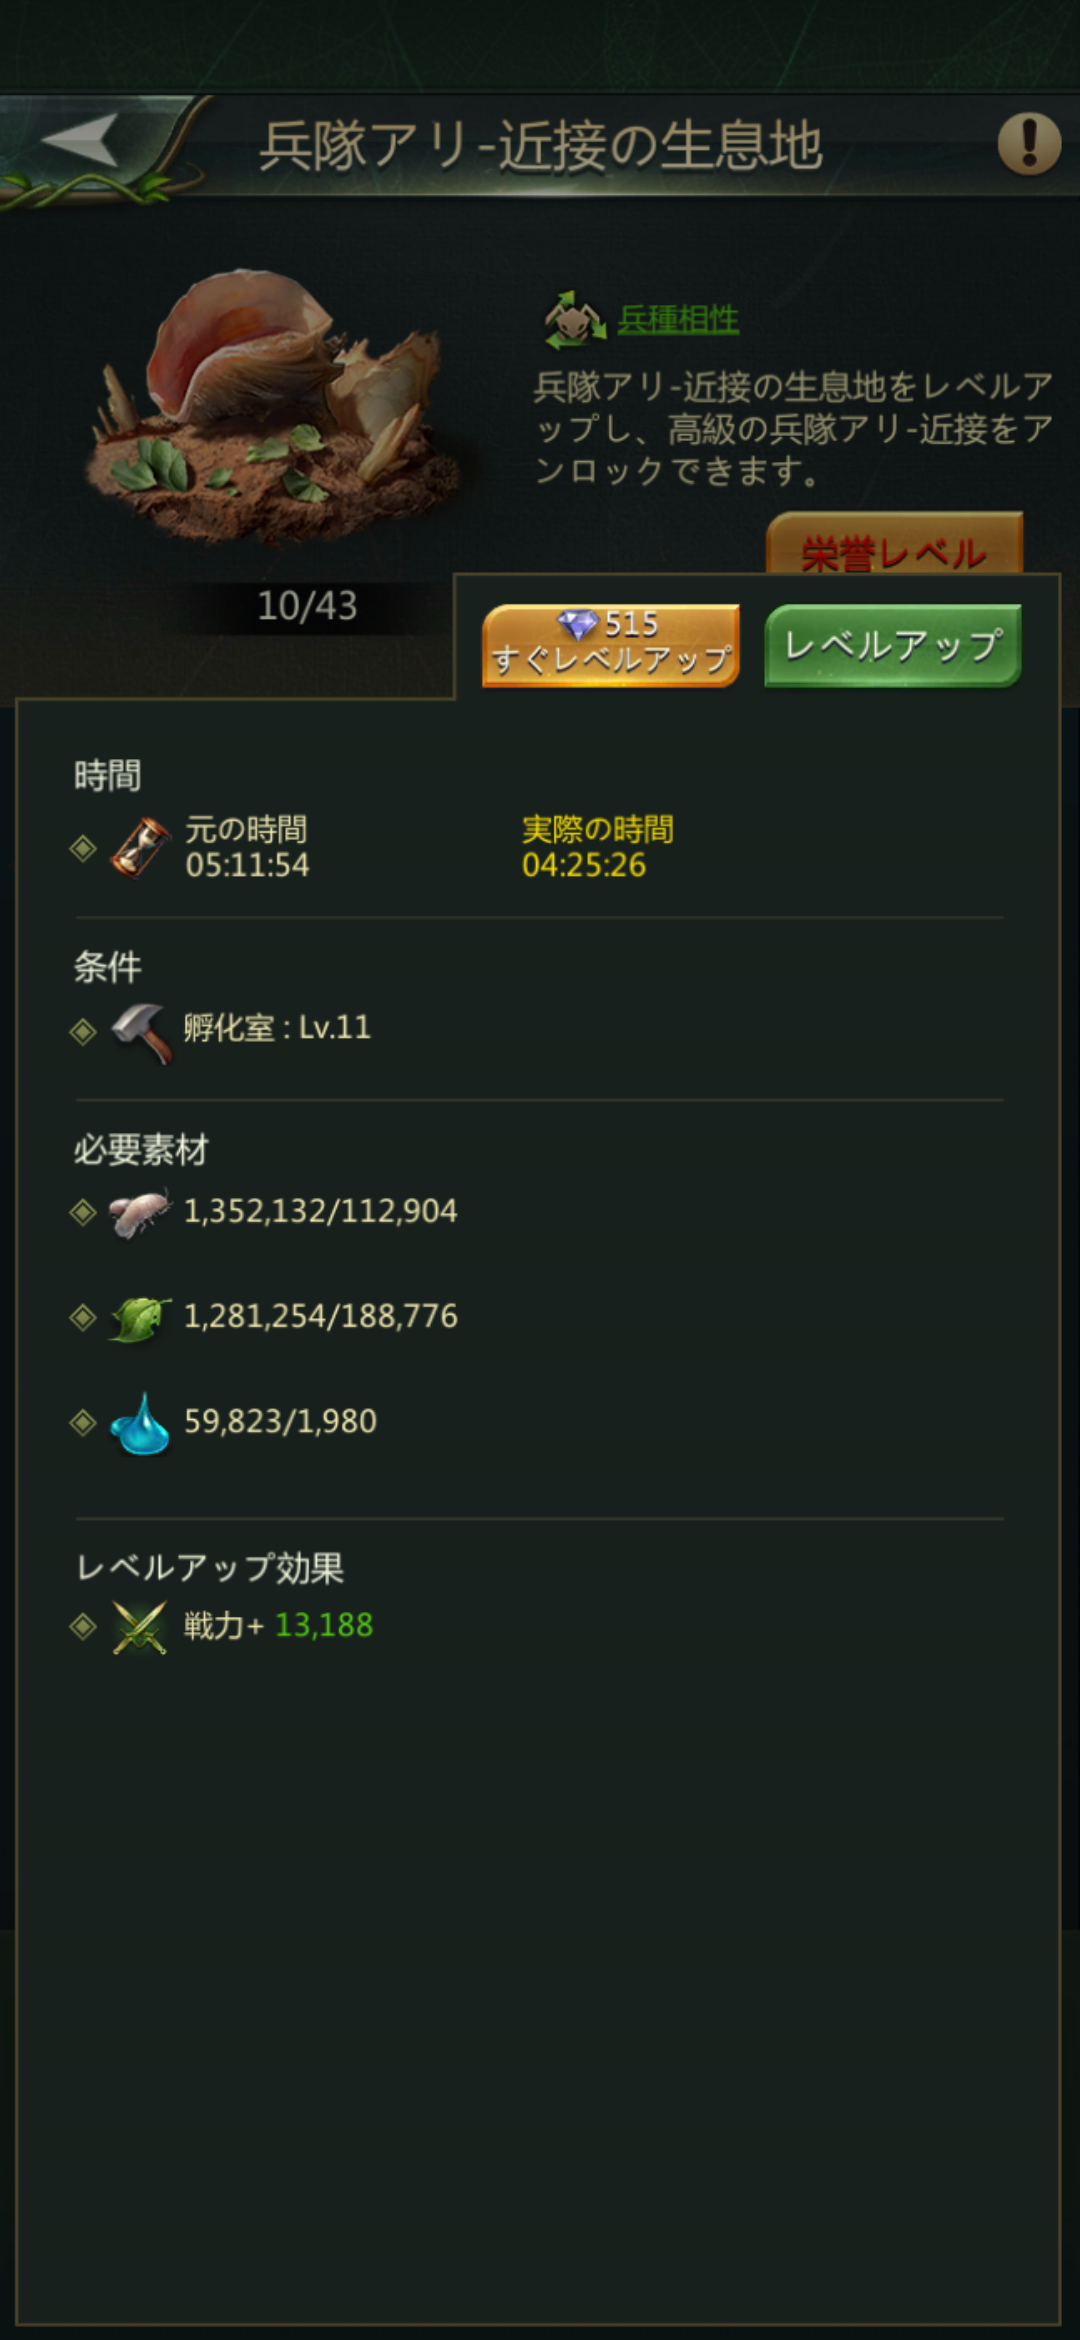 兵隊アリ-近接の生息地
兵種相性
兵隊アリ-近接の生息地をレベルア
ップし、高級の兵隊アリ-近接をア
ンロックできます。
栄誉レベル
10/43
515
すぐレベルアップ
レベルアップ
時間
元の時間
05:11:54
実際の時間
04:25:26
条件
孵化室 : Lv.11
必要素材
1,352,132/112,904
1,281,254/188,776
59,823/1,980
レベルアップ効果
戦力+ 13,188